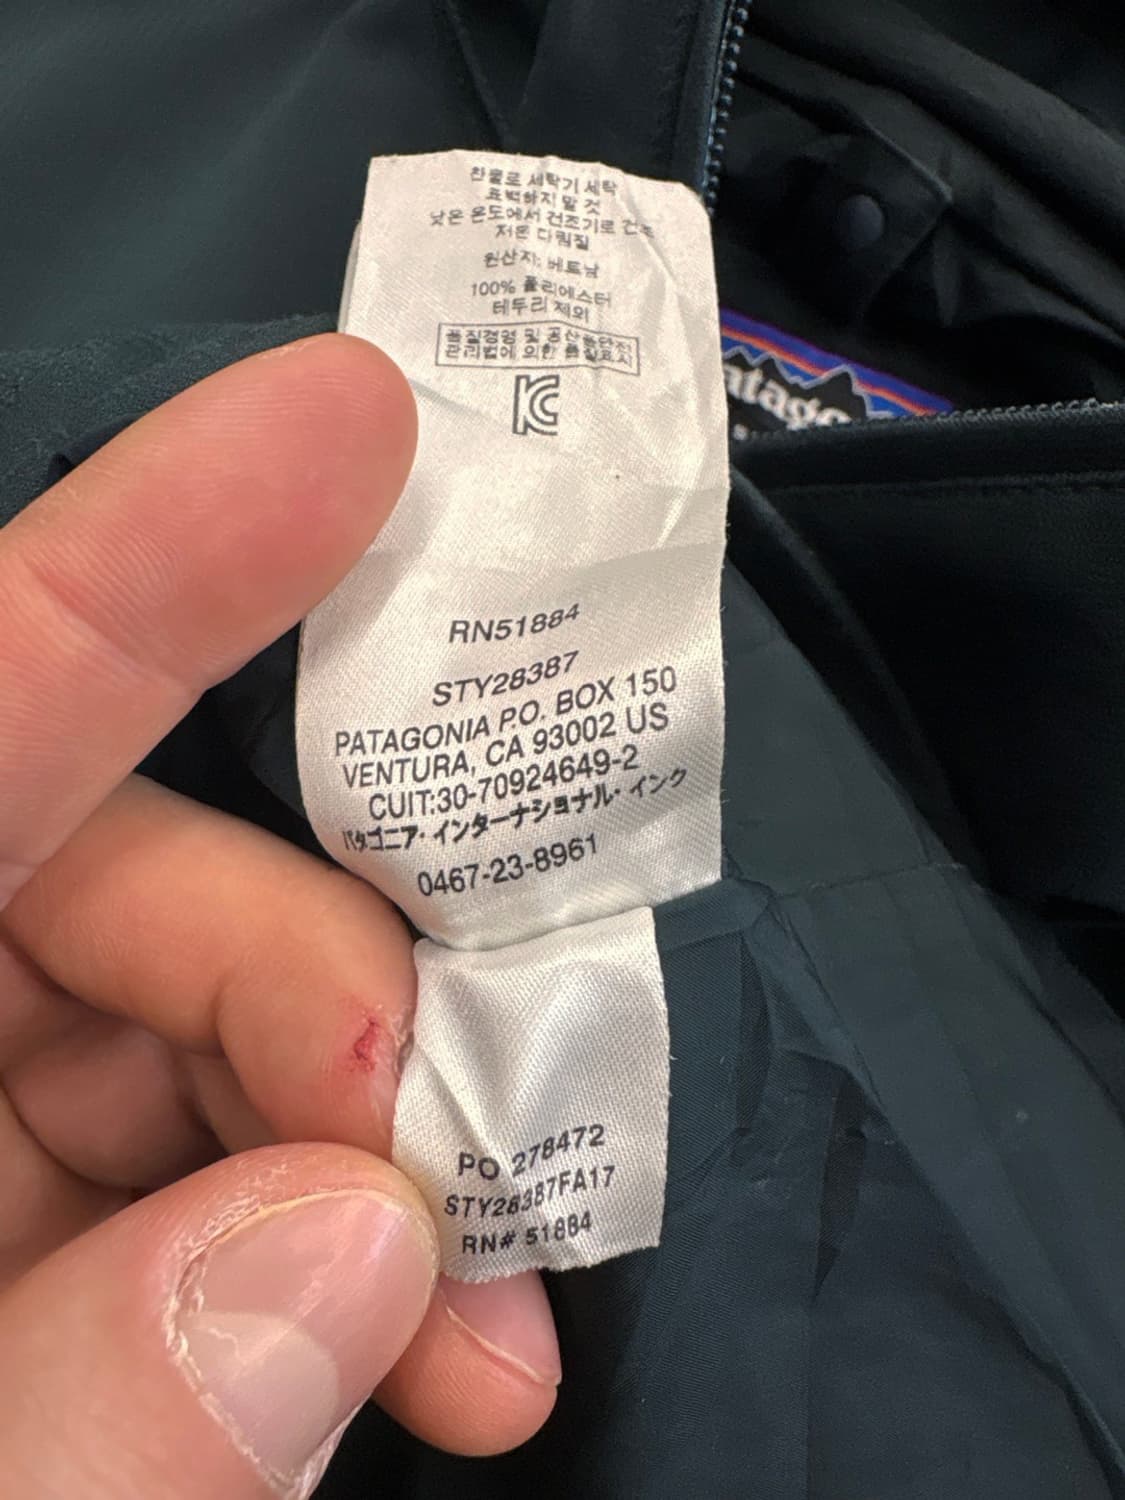 찬물로 세탁기 세탁
표백하지 말 것
낮은 온도에서 건조기로 건조
저온 다림질
원산지: 베트남
100% 폴리에스터
테두리 제외
품질경영 및 공산품안전
관리법에 의한 품질표시
KC
atago
RN51884
STY28387
PATAGONIA P.O. BOX 150
VENTURA, CA 93002 US
CUIT:30-70924649-2
パタゴニア・インターナショナル・インク
0467-23-8961
PO 278472
STY28387FA17
RN# 51884